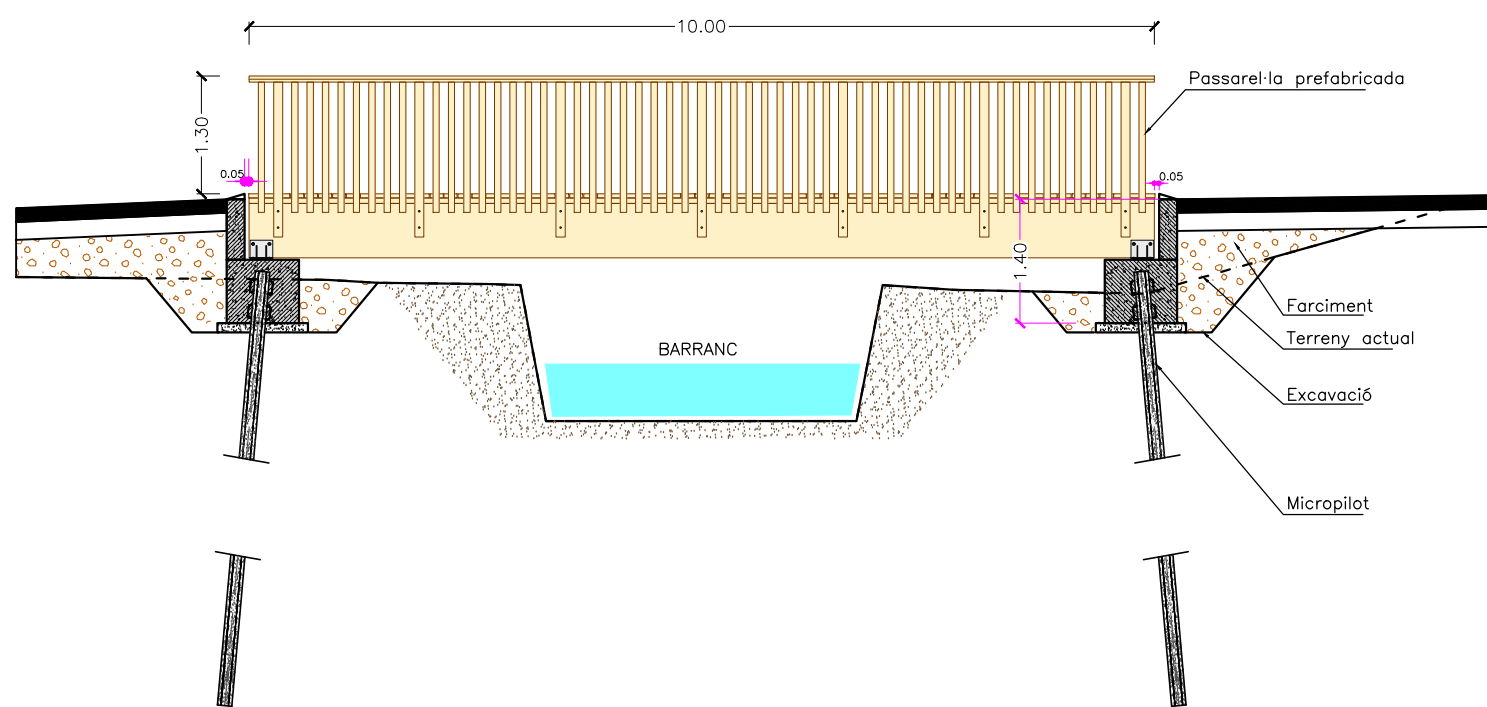 10.00
Passarel·la prefabricada
1.30
0.05
0.05
1.40
Farciment
Terreny actual
BARRANC
Excavació
Micropilot